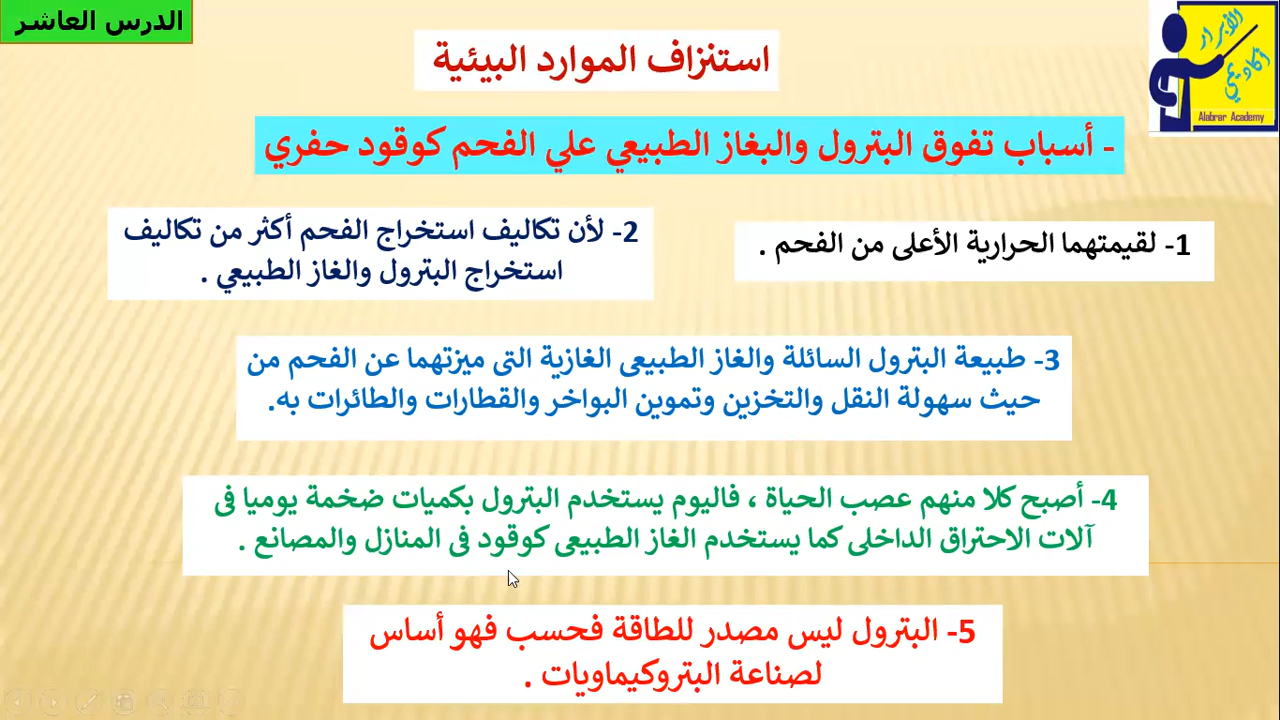 الدرس العاشر
الأبرار
أكاديمي
Alabrar Academy
استنزاف الموارد البيئية
- أسباب تفوق البترول والبغاز الطبيعي علي الفحم كوقود حفري
1- لقيمتهما الحرارية الأعلى من الفحم .
2- لأن تكاليف استخراج الفحم أكثر من تكاليف
استخراج البترول والغاز الطبيعي .
3- طبيعة البترول السائلة والغاز الطبيعى الغازية التى ميزتهما عن الفحم من
حيث سهولة النقل والتخزين وتموين البواخر والقطارات والطائرات به.
4- أصبح كلا منهم عصب الحياة ، فاليوم يستخدم البترول بكميات ضخمة يوميا فى
آلات الاحتراق الداخلى كما يستخدم الغاز الطبيعى كوقود فى المنازل والمصانع .
5- البترول ليس مصدر للطاقة فحسب فهو أساس
لصناعة البتروكيماويات .